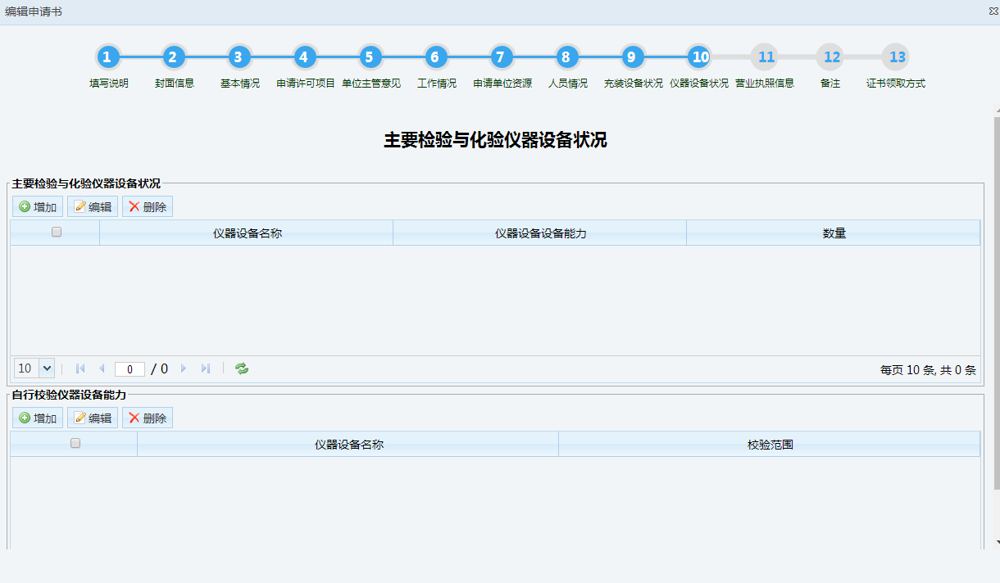 编辑申请书
1 2 3 4 5 6 7 8 9 10 11 12 13
填写说明 封面信息 基本情况 申请许可项目 单位主管意见 工作情况 申请单位资源 人员情况 充装设备状况 仪器设备状况 营业执照信息 备注 证书领取方式
主要检验与化验仪器设备状况
主要检验与化验仪器设备状况
增加 编辑 删除
仪器设备名称 仪器设备设备能力 数量
10 0 / 0 每页 10 条, 共 0 条
自行校验仪器设备能力
增加 编辑 删除
仪器设备名称 校验范围